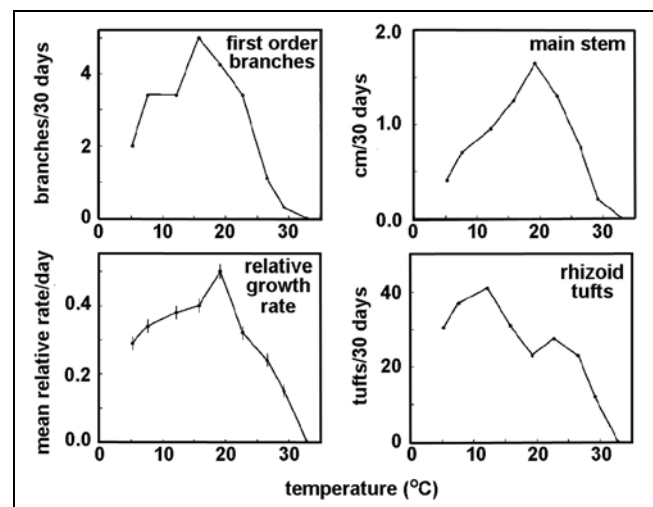 first order
branches
branches/30 days
4
2
0
0 10 20 30
main stem
cm/30 days
2.0
1.0
0.0
0 10 20 30
relative
growth
rate
mean relative rate/day
0.4
0.2
0.0
0 10 20 30
rhizoid
tufts
tufts/30 days
40
20
0
0 10 20 30
temperature (°C)